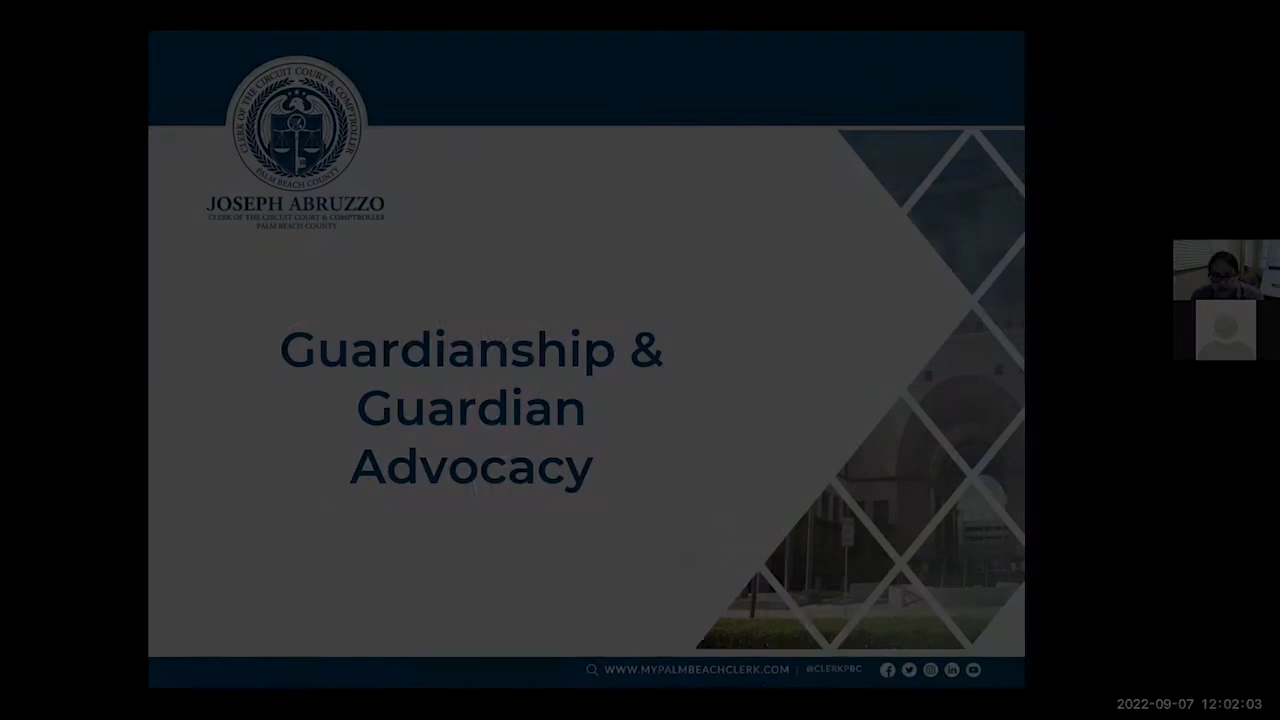 CLERK OF THE CIRCUIT COURT & COMPTROLLER
PALM BEACH COUNTY
JOSEPH ABRUZZO
CLERK OF THE CIRCUIT COURT & COMPTROLLER
PALM BEACH COUNTY
Guardianship &
Guardian
Advocacy
WWW.MYPALMBEACHCLERK.COM | @CLERKPBC
2022-09-07 12:02:03